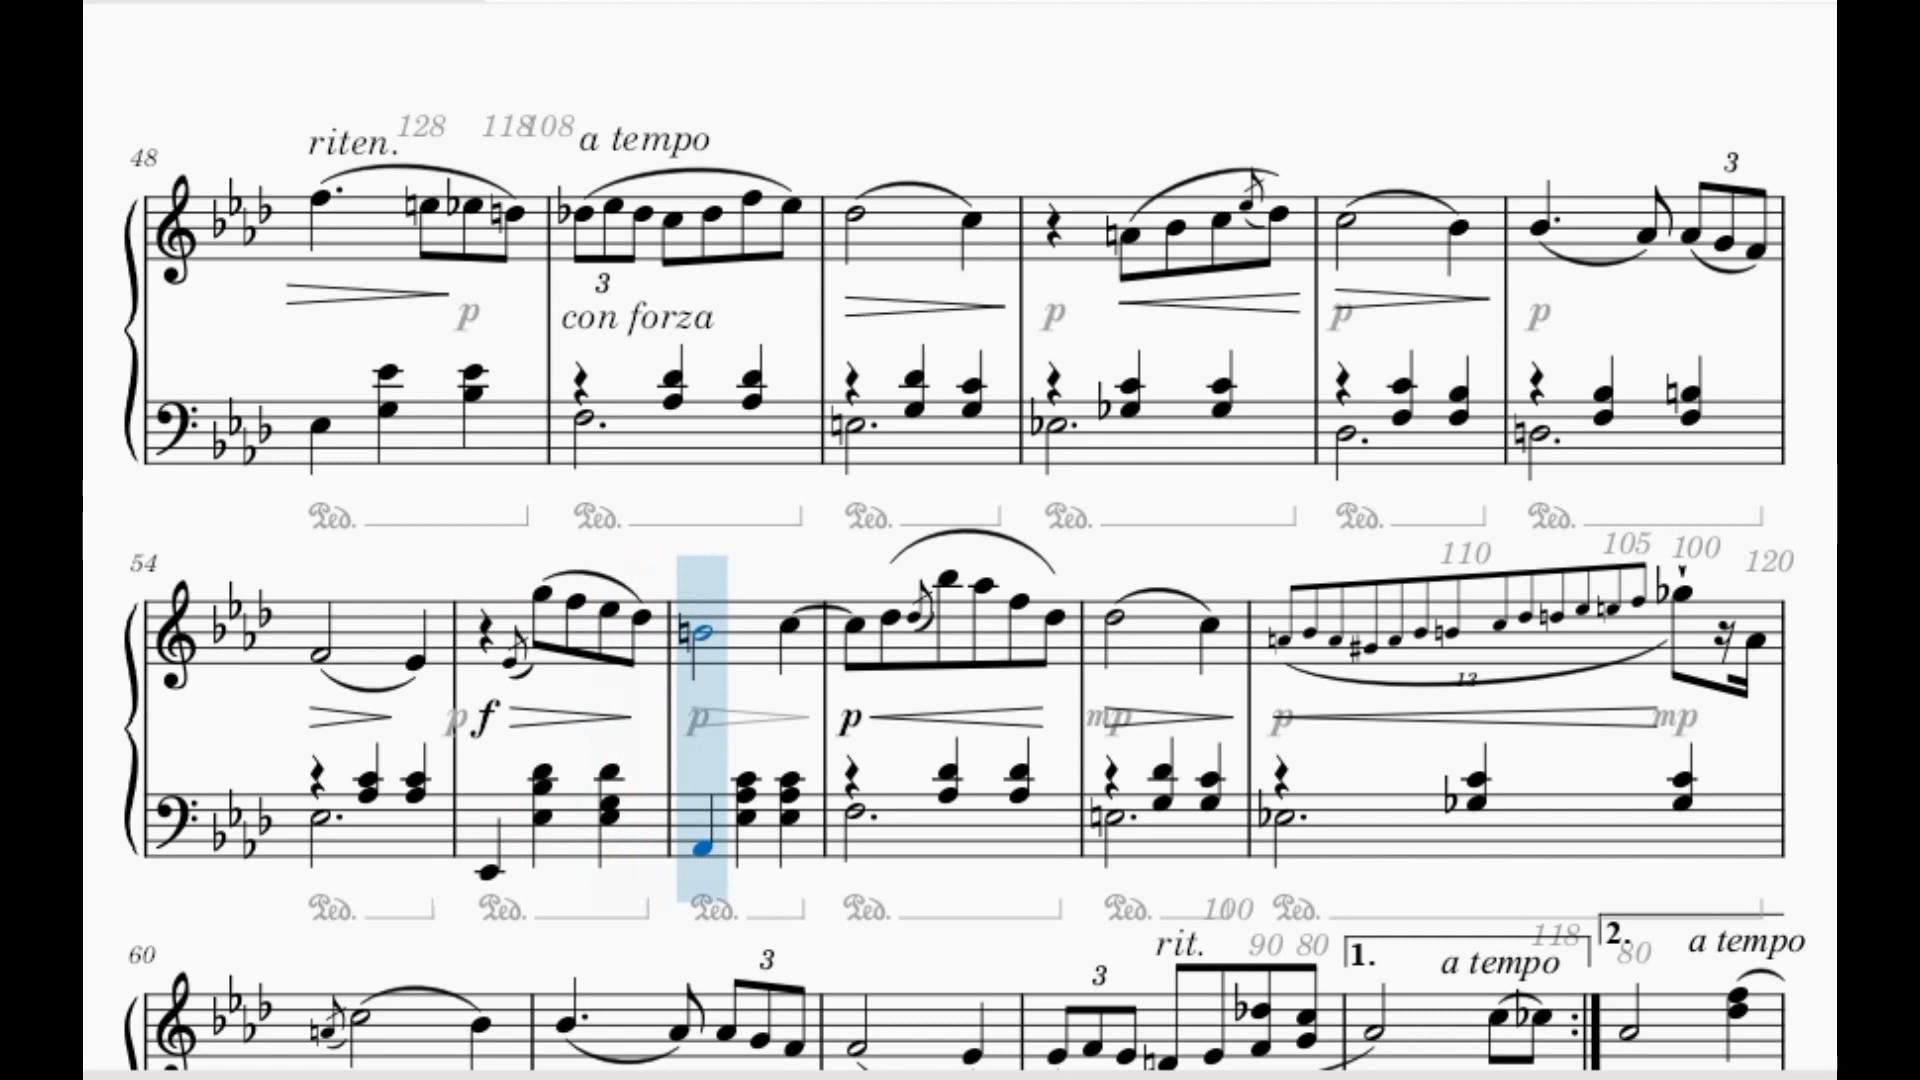 riten. 128 118 108 a tempo
48 3
3
p con forza p p p
Ped. Ped. Ped. Ped. Ped. Ped.
54 110 105 100 120
13
p f p p mp p mp
Ped. Ped. Ped. Ped. Ped. 100 Ped.
60 3 3 rit. 90 80 1. a tempo 118 2. 80 a tempo